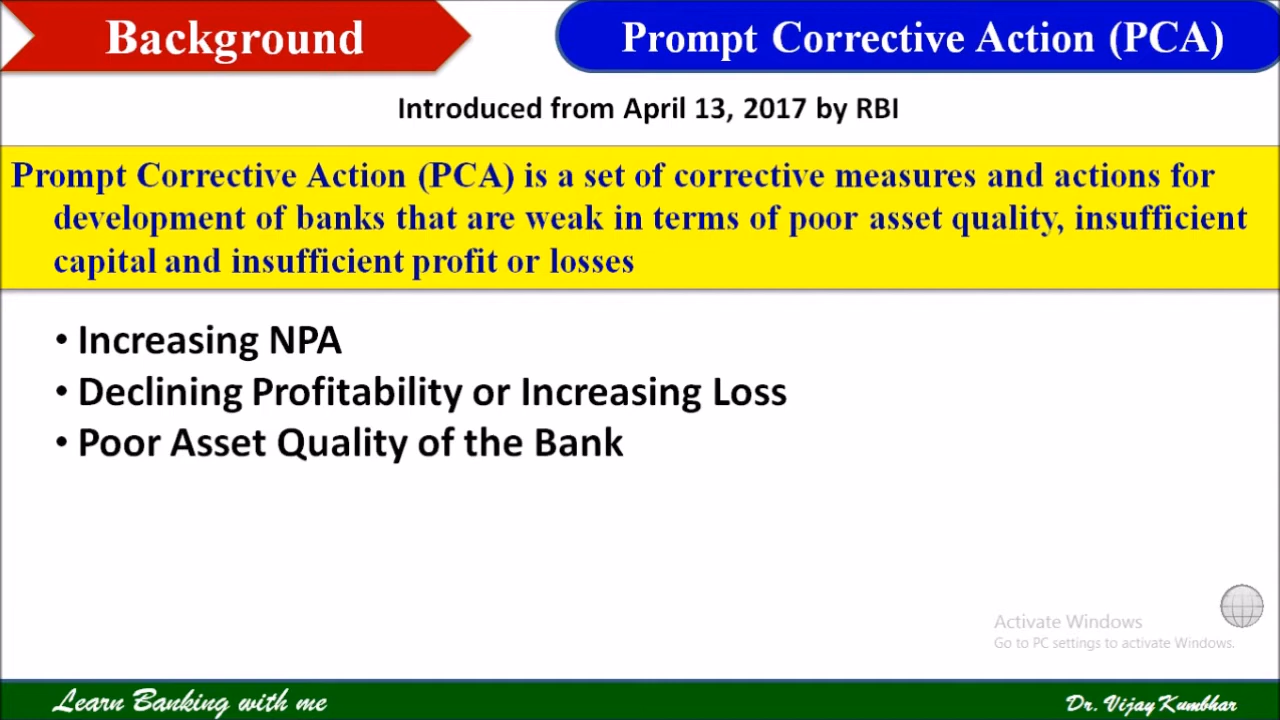 Background
Prompt Corrective Action (PCA)
Introduced from April 13, 2017 by RBI
Prompt Corrective Action (PCA) is a set of corrective measures and actions for
development of banks that are weak in terms of poor asset quality, insufficient
capital and insufficient profit or losses
• Increasing NPA
• Declining Profitability or Increasing Loss
• Poor Asset Quality of the Bank
Activate Windows
Go to PC settings to activate Windows.
Learn Banking with me
Dr. Vijay Kumbhar